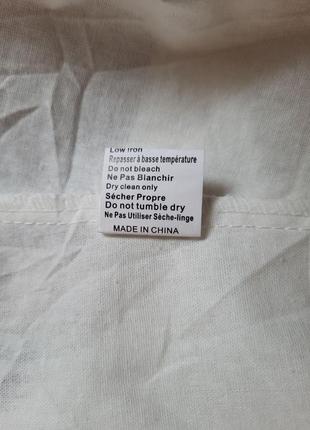 Low Iron
Repasser à basse température
Do not bleach
Ne Pas Bianchir
Dry clean only
Sécher Propre
Do not tumble dry
Ne Pas Utiliser Séche-linge
MADE IN CHINA